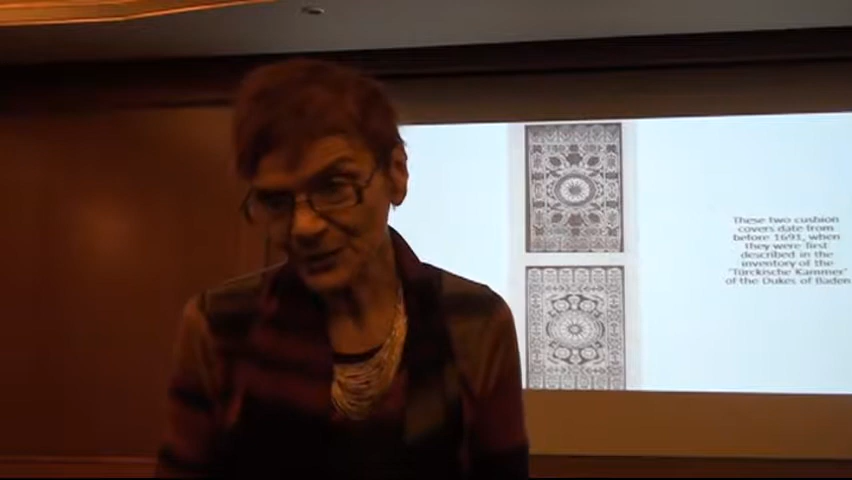 These two cushion
covers date from
before 1691, when
they were first
described in the
inventory of the
"Türckische Kammer"
of the Dukes of Baden